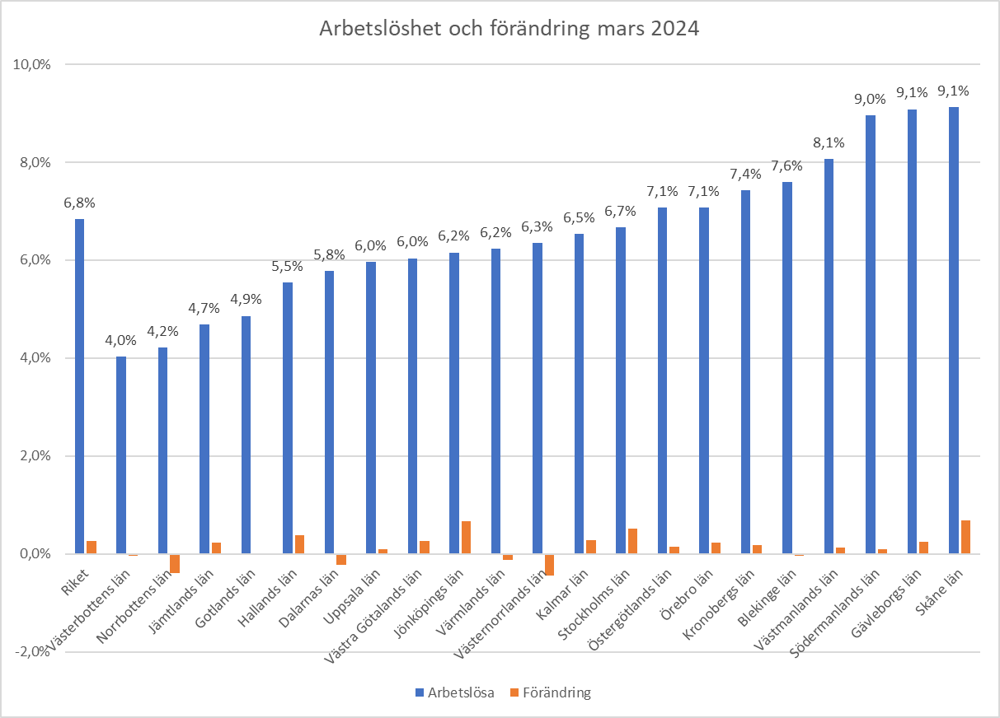 Arbetslöshet och förändring mars 2024
10,0%
8,0%
6,0%
4,0%
2,0%
0,0%
-2,0%
6,8%
4,0%
4,2%
4,7%
4,9%
5,5%
5,8%
6,0%
6,0%
6,2%
6,2%
6,3%
6,5%
6,7%
7,1%
7,1%
7,4%
7,6%
8,1%
9,0%
9,1%
9,1%
Riket
Västerbottens län
Norrbottens län
Jämtlands län
Gotlands län
Hallands län
Dalarnas län
Uppsala län
Västra Götalands län
Jönköpings län
Värmlands län
Västernorrlands län
Kalmar län
Stockholms län
Östergötlands län
Örebro län
Kronobergs län
Blekinge län
Västmanlands län
Södermanlands län
Gävleborgs län
Skåne län
Arbetslösa
Förändring